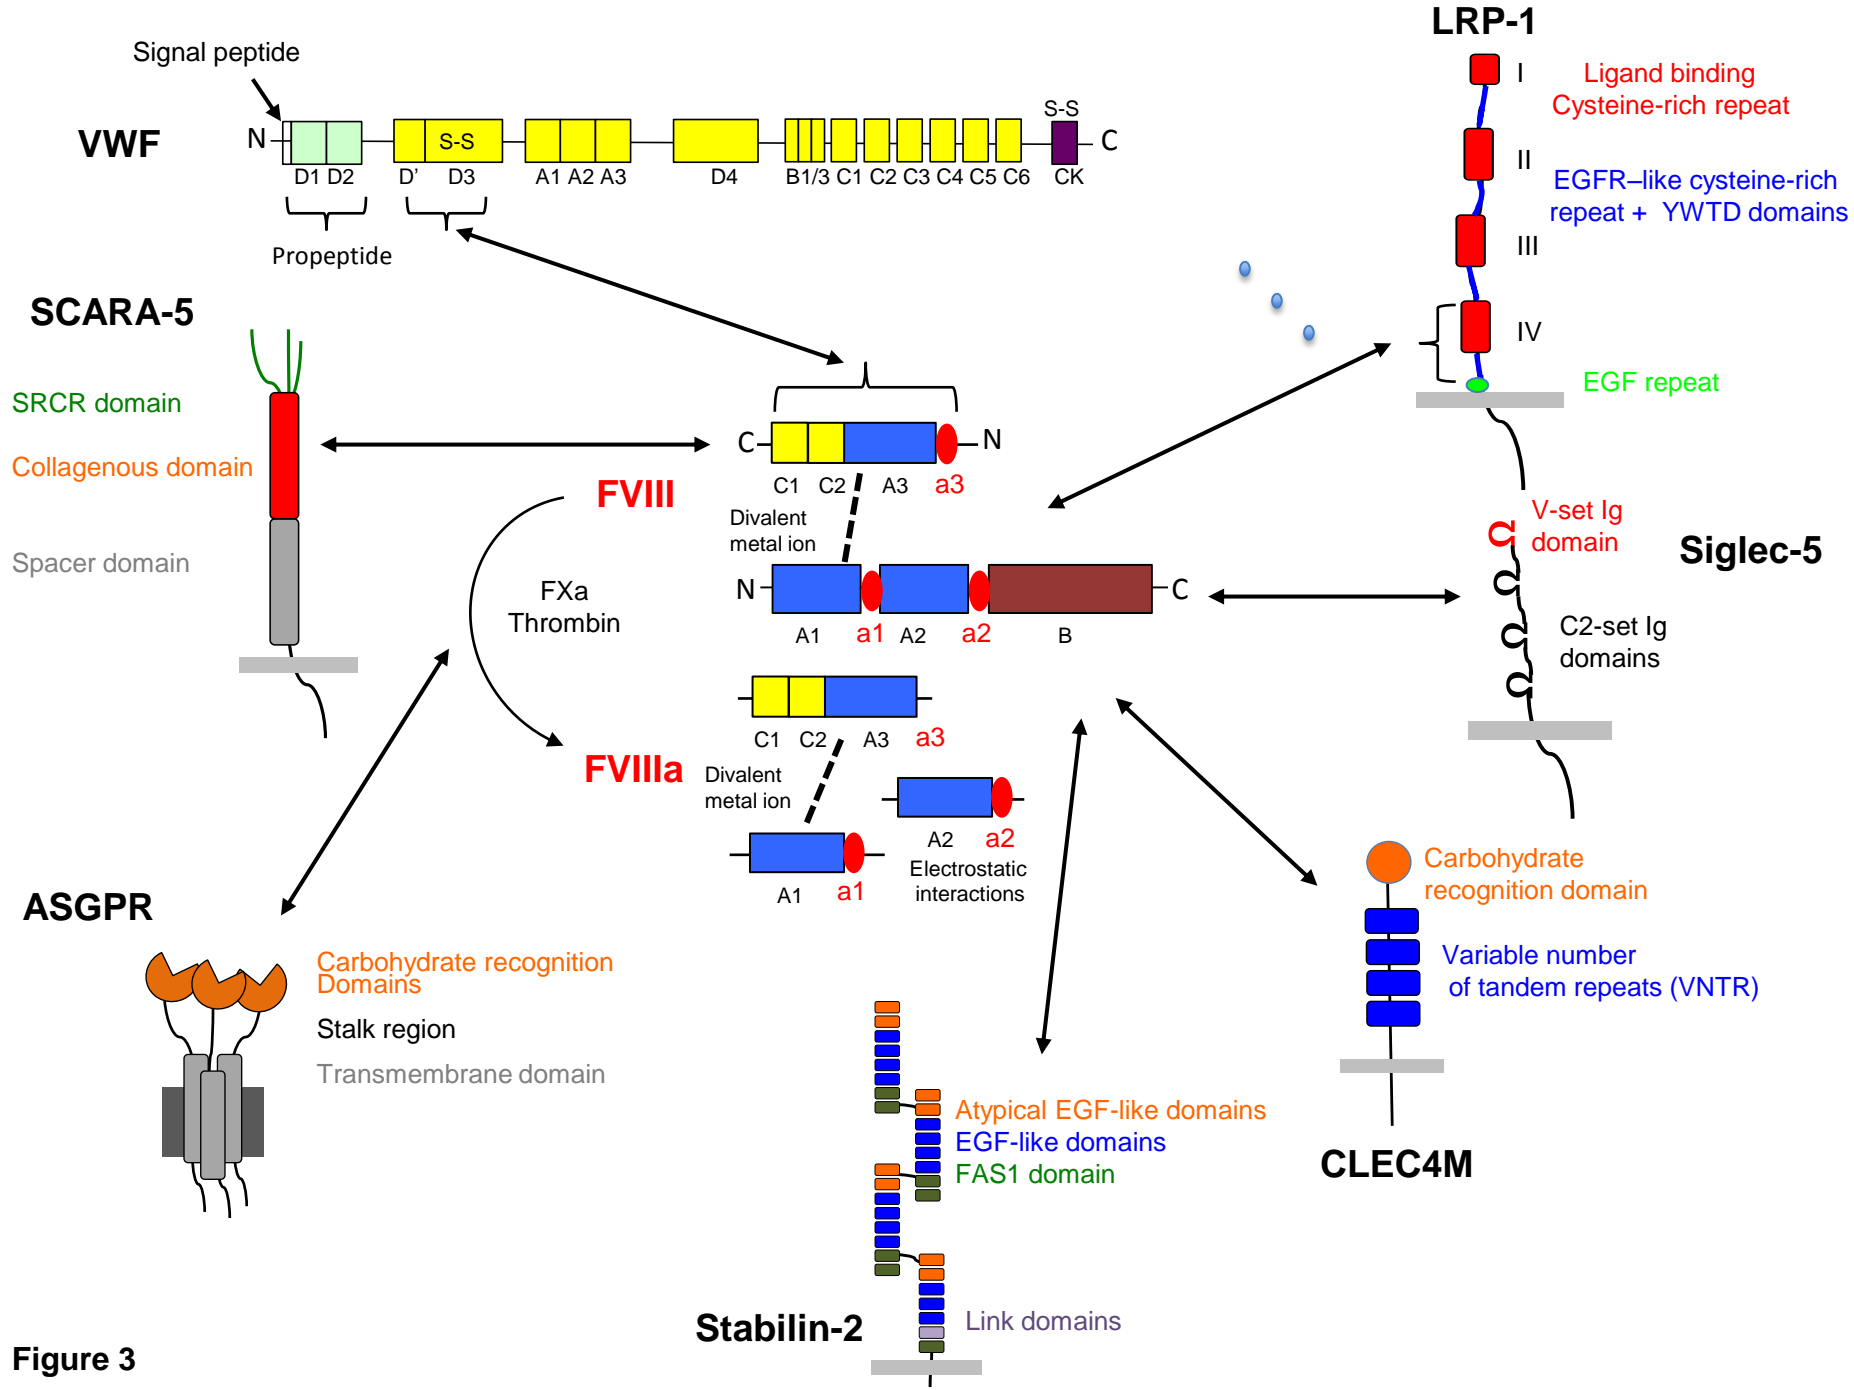 LRP-1
Signal peptide
VWF
N
S-S
S-S
C
D1 D2
D' D3
A1 A2 A3
D4
B1/3 C1 C2 C3 C4 C5 C6
CK
Propeptide
I
II
III
IV
Ligand binding
Cysteine-rich repeat
EGFR–like cysteine-rich
repeat + YWTD domains
EGF repeat
SCARA-5
SRCR domain
Collagenous domain
Spacer domain
C
N
C1 C2 A3 a3
FVIII
Divalent
metal ion
FXa
Thrombin
N
C
A1 a1 A2 a2 B
V-set Ig
domain
Siglec-5
C2-set Ig
domains
C1 C2 A3 a3
FVIIIa
Divalent
metal ion
A2 a2
Electrostatic
interactions
A1 a1
ASGPR
Carbohydrate recognition
Domains
Stalk region
Transmembrane domain
Carbohydrate
recognition domain
Variable number
of tandem repeats (VNTR)
CLEC4M
Atypical EGF-like domains
EGF-like domains
FAS1 domain
Link domains
Stabilin-2
Figure 3